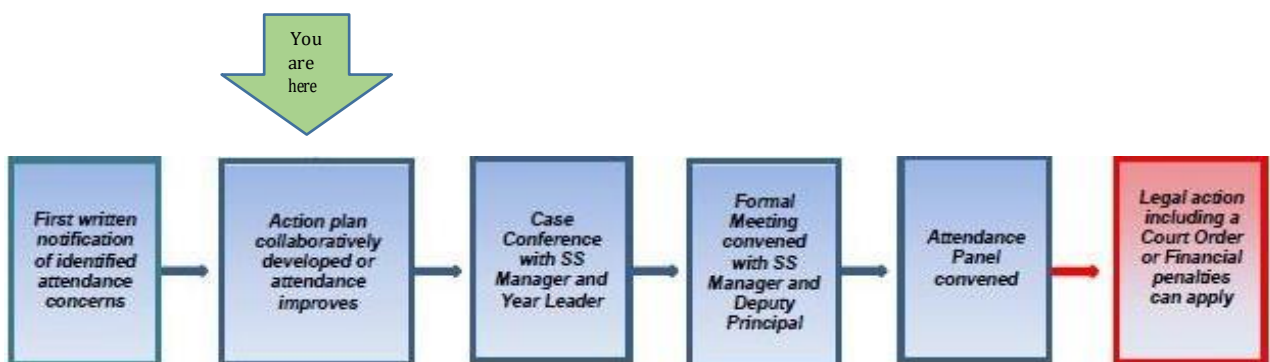 You
are
here
First written
notification
of identified
attendance
concerns
Action plan
collaboratively
developed or
attendance
improves
Case
Conference
with SS
Manager and
Year Leader
Formal
Meeting
convened
with SS
Manager and
Deputy
Principal
Attendance
Panel
convened
Legal action
including a
Court Order
or Financial
penalties
can apply